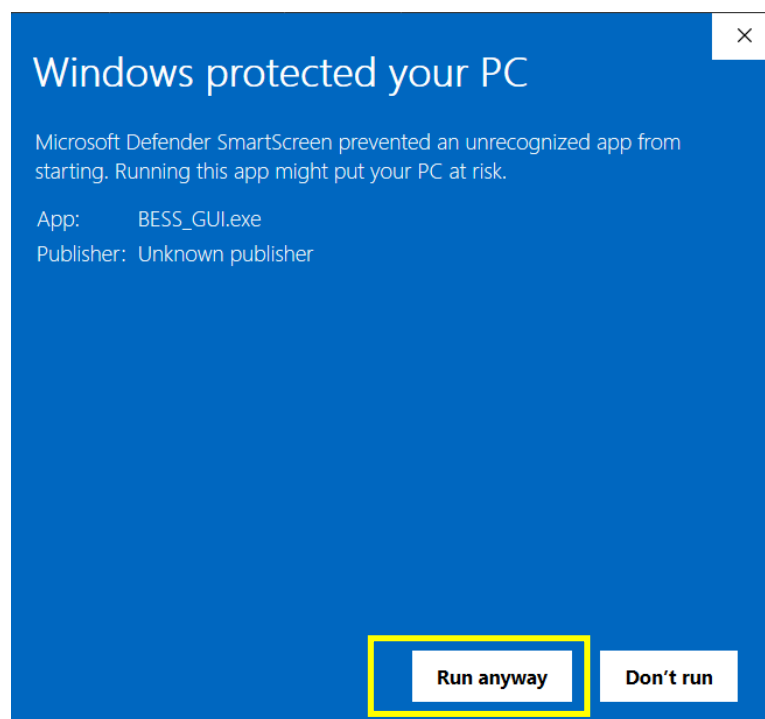 Windows protected your PC
Microsoft Defender SmartScreen prevented an unrecognized app from
starting. Running this app might put your PC at risk.
App: BESS_GUI.exe
Publisher: Unknown publisher
Run anyway Don't run